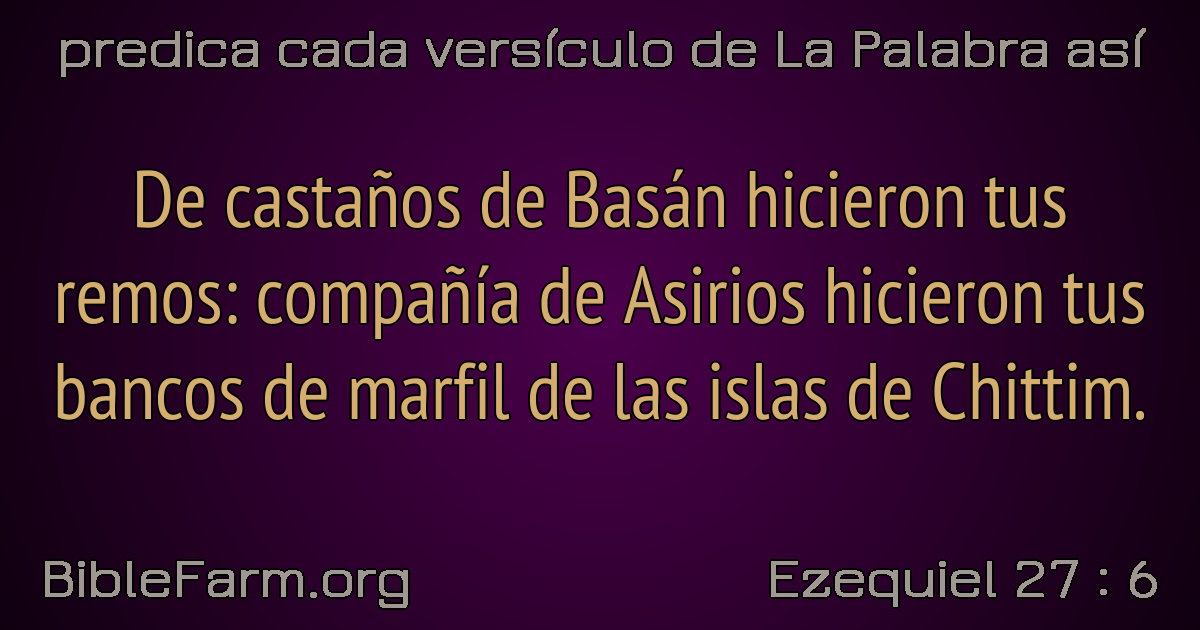 predica cada versículo de La Palabra así
De castaños de Basán hicieron tus
remos: compañía de Asirios hicieron tus
bancos de marfil de las islas de Chittim.
BibleFarm.org
Ezequiel 27 : 6